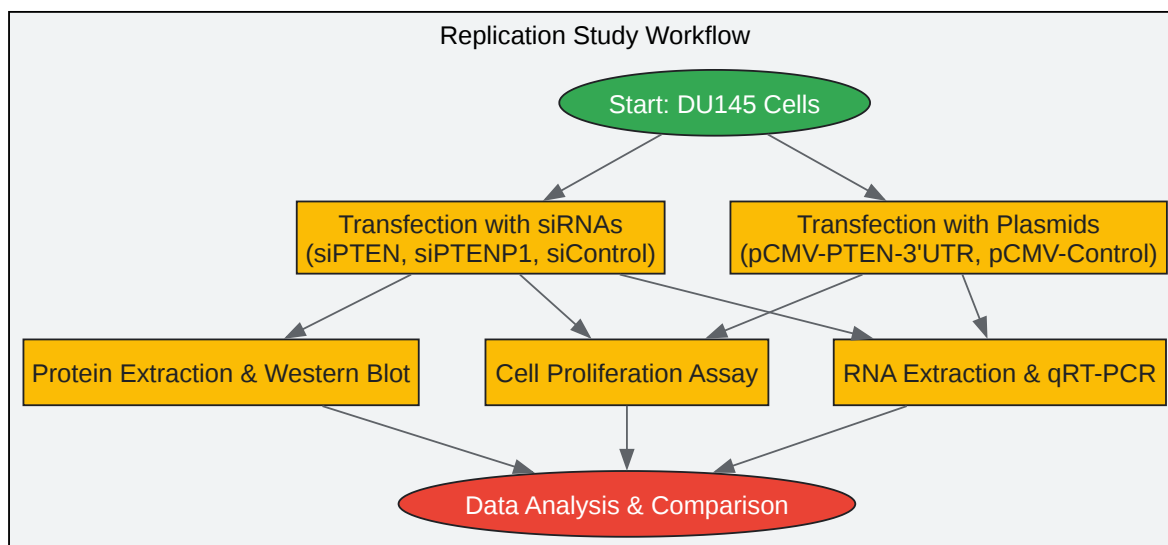 Replication Study Workflow
Start: DU145 Cells
Transfection with siRNAs
(siPTEN, siPTENP1, siControl)
Transfection with Plasmids
(pCMV-PTEN-3'UTR, pCMV-Control)
Protein Extraction & Western Blot
Cell Proliferation Assay
RNA Extraction & qRT-PCR
Data Analysis & Comparison